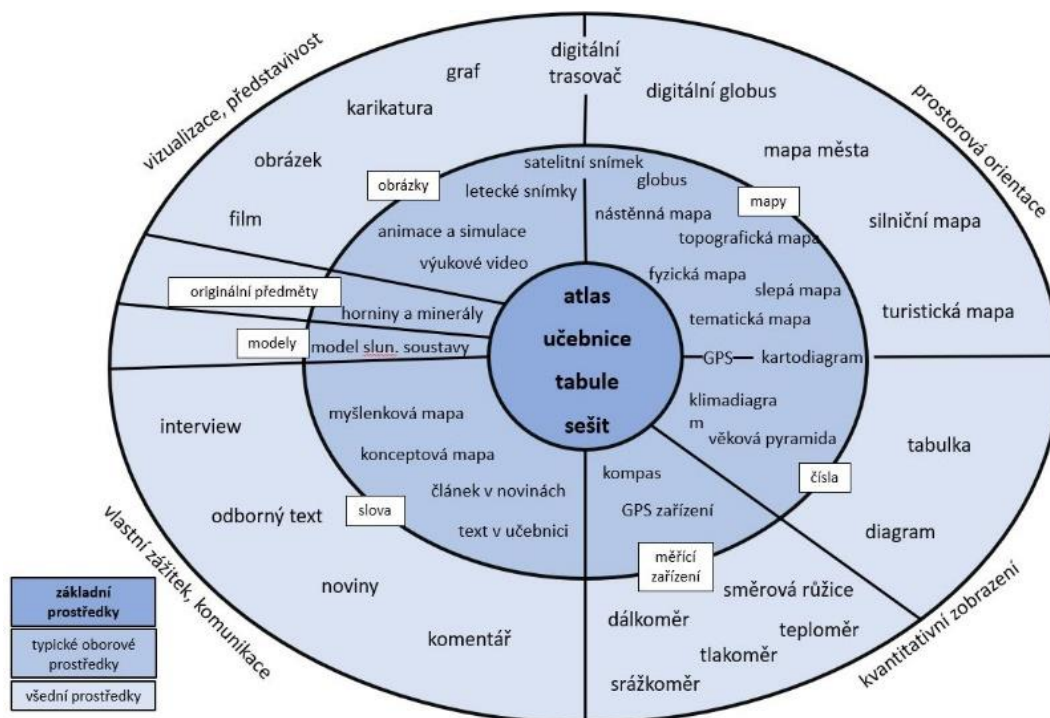 vizualizace, představivost
prostorová orientace
vlastní zážitek, komunikace
kvantitativní zobrazení
graf
karikatura
obrázek
film
digitální
trasovač
digitální globus
mapa města
silniční mapa
turistická mapa
obrázky
satelitní snímek
letecké snímky
animace a simulace
výukové video
globus
mapy
nástěnná mapa
topografická mapa
fyzická mapa
slepá mapa
tematická mapa
originální předměty
horniny a minerály
modely
model slun. soustavy
atlas
učebnice
tabule
sešit
GPS
kartodiagram
klimadiagra
m
věková pyramida
čísla
tabulka
diagram
myšlenková mapa
konceptová mapa
článek v novinách
text v učebnici
slova
interview
odborný text
noviny
komentář
kompas
GPS zařízení
měřící
zařízení
směrová růžice
dálkoměr
teploměr
tlakoměr
srážkoměr
základní
prostředky
typické oborové
prostředky
všední prostředky